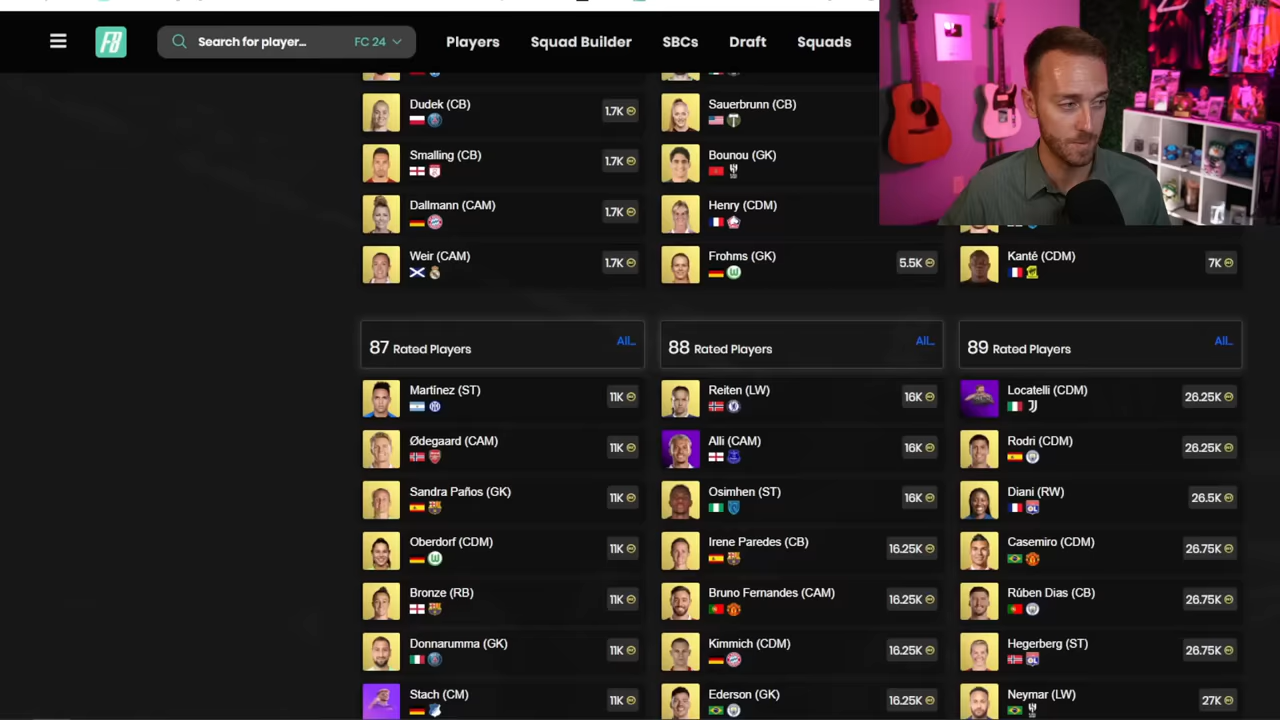 FB
Search for player...
FC 24
Players
Squad Builder
SBCs
Draft
Squads
Dudek (CB)
1.7K
Smalling (CB)
1.7K
Dallmann (CAM)
1.7K
Weir (CAM)
1.7K
Sauerbrunn (CB)
Bounou (GK)
Henry (CDM)
Frohms (GK)
5.5K
Kanté (CDM)
7K
87 Rated Players
All...
Martínez (ST)
11K
Ødegaard (CAM)
11K
Sandra Paños (GK)
11K
Oberdorf (CDM)
11K
Bronze (RB)
11K
Donnarumma (GK)
11K
Stach (CM)
11K
88 Rated Players
All...
Reiten (LW)
16K
Alli (CAM)
16K
Osimhen (ST)
16K
Irene Paredes (CB)
16.25K
Bruno Fernandes (CAM)
16.25K
Kimmich (CDM)
16.25K
Ederson (GK)
16.25K
89 Rated Players
All...
Locatelli (CDM)
26.25K
Rodri (CDM)
26.25K
Diani (RW)
26.5K
Casemiro (CDM)
26.75K
Rúben Dias (CB)
26.75K
Hegerberg (ST)
26.75K
Neymar (LW)
27K